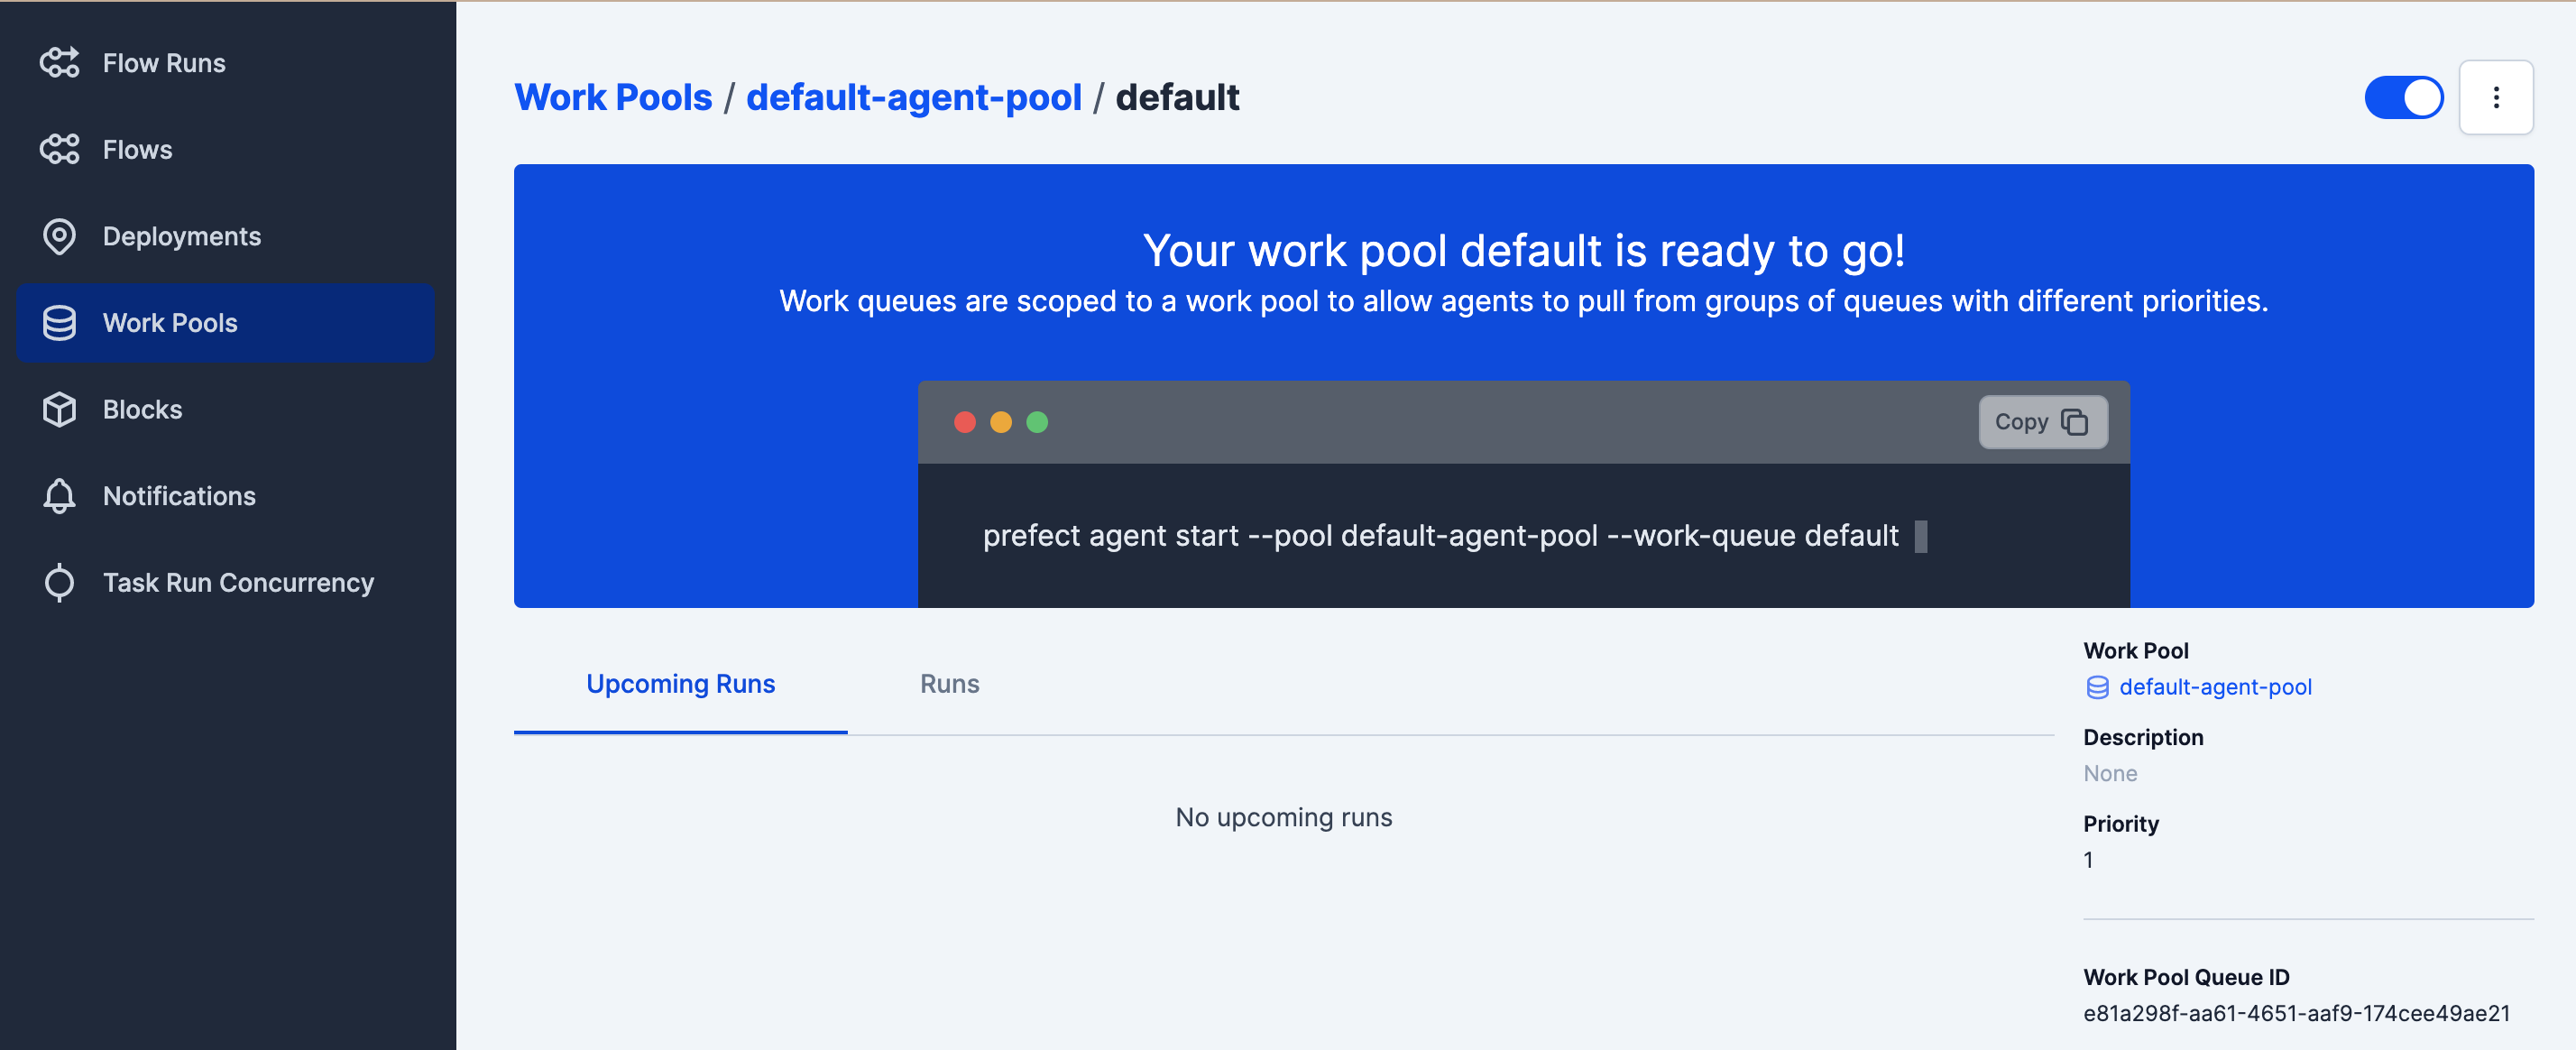 Flow Runs
Flows
Deployments
Work Pools
Blocks
Notifications
Task Run Concurrency
Work Pools / default-agent-pool / default
Your work pool default is ready to go!
Work queues are scoped to a work pool to allow agents to pull from groups of queues with different priorities.
Copy
prefect agent start --pool default-agent-pool --work-queue default
Upcoming Runs
Runs
No upcoming runs
Work Pool
default-agent-pool
Description
None
Priority
1
Work Pool Queue ID
e81a298f-aa61-4651-aaf9-174cee49ae21